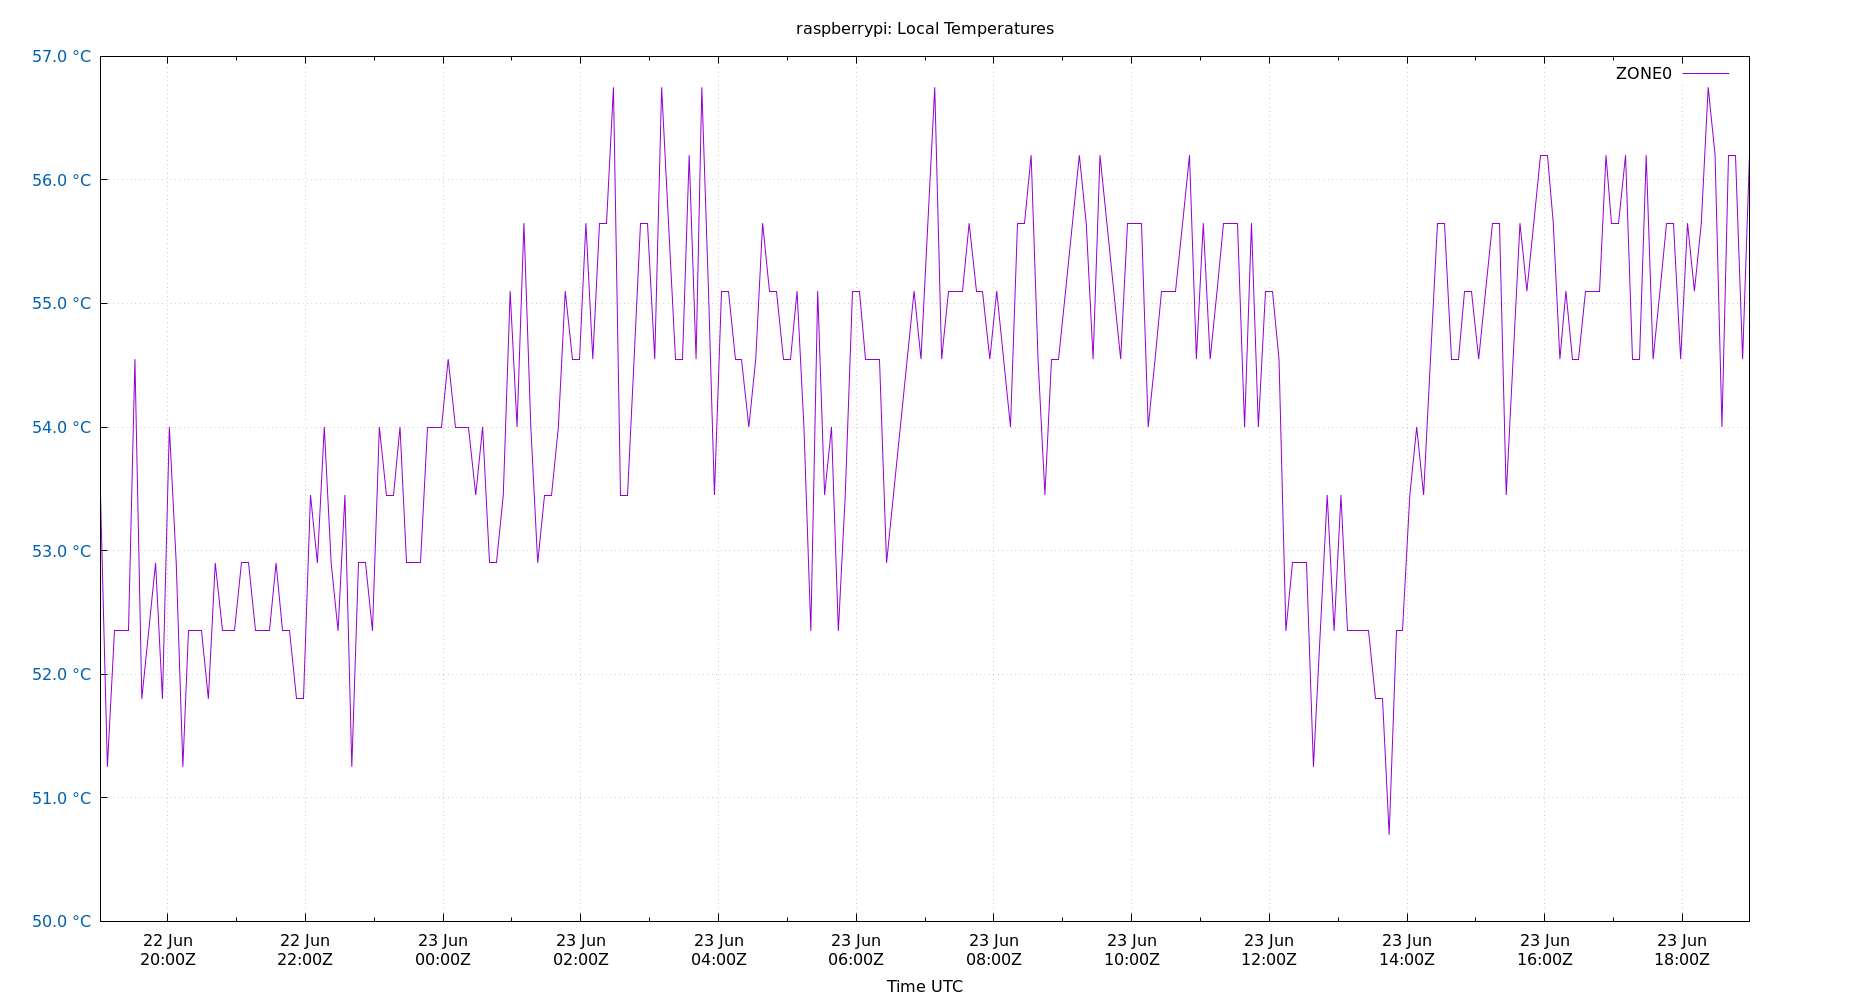 raspberrypi: Local Temperatures
ZONE0
57.0 °C
56.0 °C
55.0 °C
54.0 °C
53.0 °C
52.0 °C
51.0 °C
50.0 °C
22 Jun 22 Jun 23 Jun 23 Jun 23 Jun 23 Jun 23 Jun 23 Jun 23 Jun 23 Jun 23 Jun 23 Jun
20:00Z 22:00Z 00:00Z 02:00Z 04:00Z 06:00Z 08:00Z 10:00Z 12:00Z 14:00Z 16:00Z 18:00Z
Time UTC